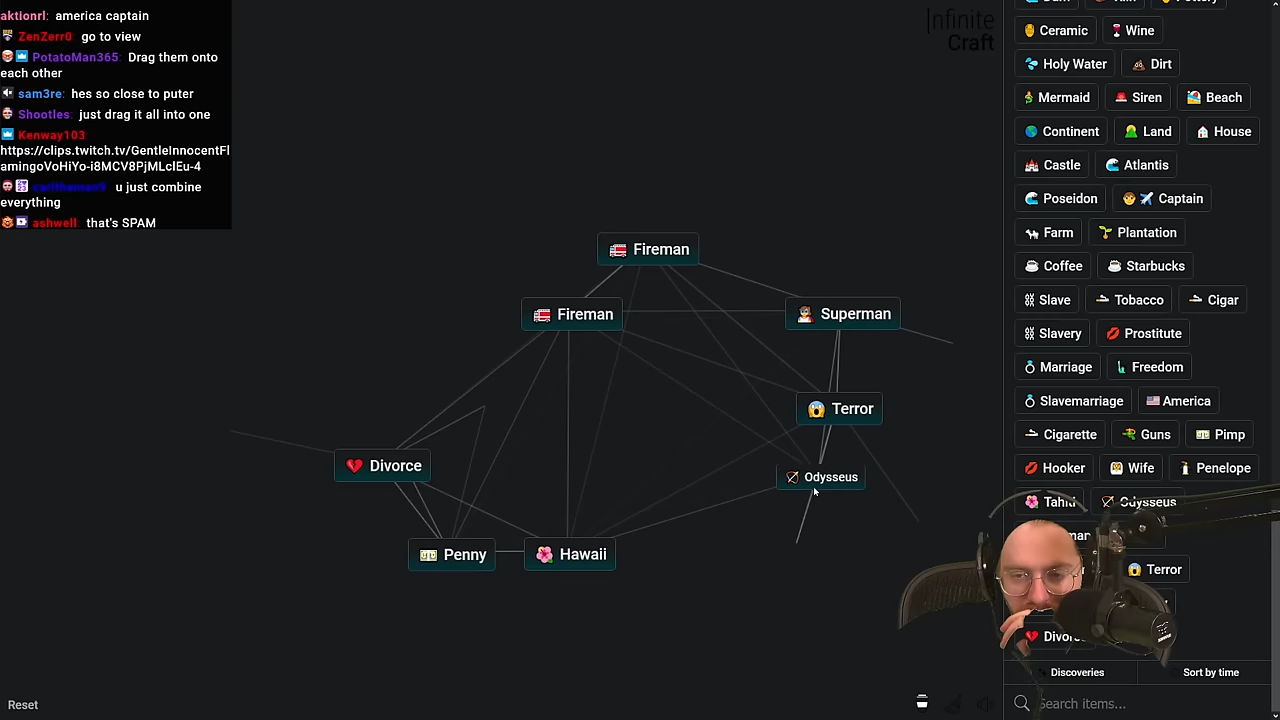 aktionrl: america captain
ZenZerr0: go to view
PotatoMan365: Drag them onto
each other
sam3re: hes so close to puter
Shootles: just drag it all into one
Kenway103
https://clips.twitch.tv/GentleInnocentFl
amingoVoHiYo-i8MCV8PjMLclEu-4
u just combine
everything
ashwell: that's SPAM
Infinite
Craft
Fireman
Fireman
Superman
Terror
Odysseus
Divorce
Penny
Hawaii
Ceramic Wine
Holy Water Dirt
Mermaid Siren Beach
Continent Land House
Castle Atlantis
Poseidon Captain
Farm Plantation
Coffee Starbucks
Slave Tobacco Cigar
Slavery Prostitute
Marriage Freedom
Slavemarriage America
Cigarette Guns Pimp
Hooker Wife Penelope
Tahiti Odysseus
Terror
Discoveries Sort by time
Search items...
Reset